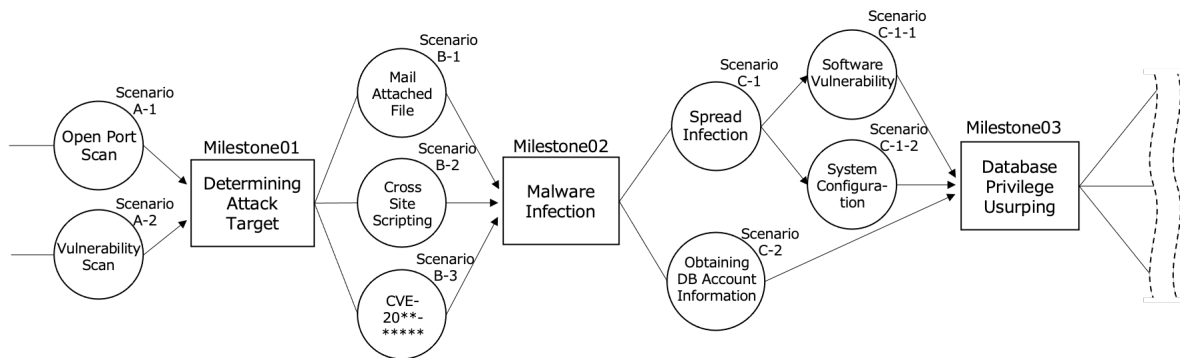 Scenario
A-1
Open Port
Scan
Scenario
A-2
Vulnerability
Scan
Milestone01
Determining
Attack
Target
Scenario
B-1
Mail
Attached
File
Scenario
B-2
Cross
Site
Scripting
Scenario
B-3
CVE-
20**-
*****
Milestone02
Malware
Infection
Scenario
C-1
Spread
Infection
Scenario
C-1-1
Software
Vulnerability
Scenario
C-1-2
System
Configura-
tion
Scenario
C-2
Obtaining
DB Account
Information
Milestone03
Database
Privilege
Usurping